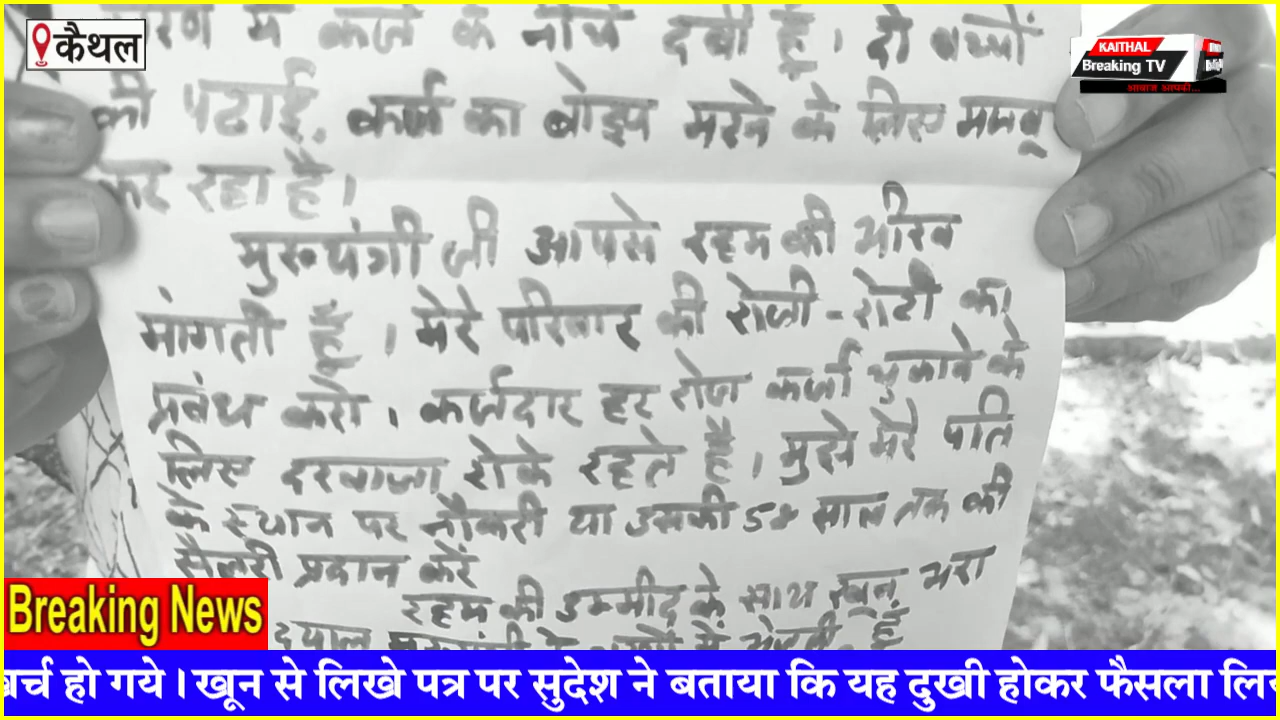 कैथल
KAITHAL
Breaking TV
आवाज आपकी...
में कर्जे के नीचे दबी हूँ। दो बच्चों
की पढाई, कर्ज का बोझ मरने के लिए मजबू
कर रहा है।
मुख्यमंत्री जी आपसे रहम की भीख
मांगती हूँ। मेरे परिवार की रोजी-रोटी का
प्रबंध करो। कर्जदार हर रोज कर्जा चुकाने के
लिए दरवाजा रोके रहते है। मुझे मेरे पति
के स्थान पर नौकरी या उसकी 58 साल तक की
सैलरी प्रदान करें
रहम की उम्मीद के साथ खून भरा
Breaking News
खर्च हो गये। खून से लिखे पत्र पर सुदेश ने बताया कि यह दुखी होकर फैसला